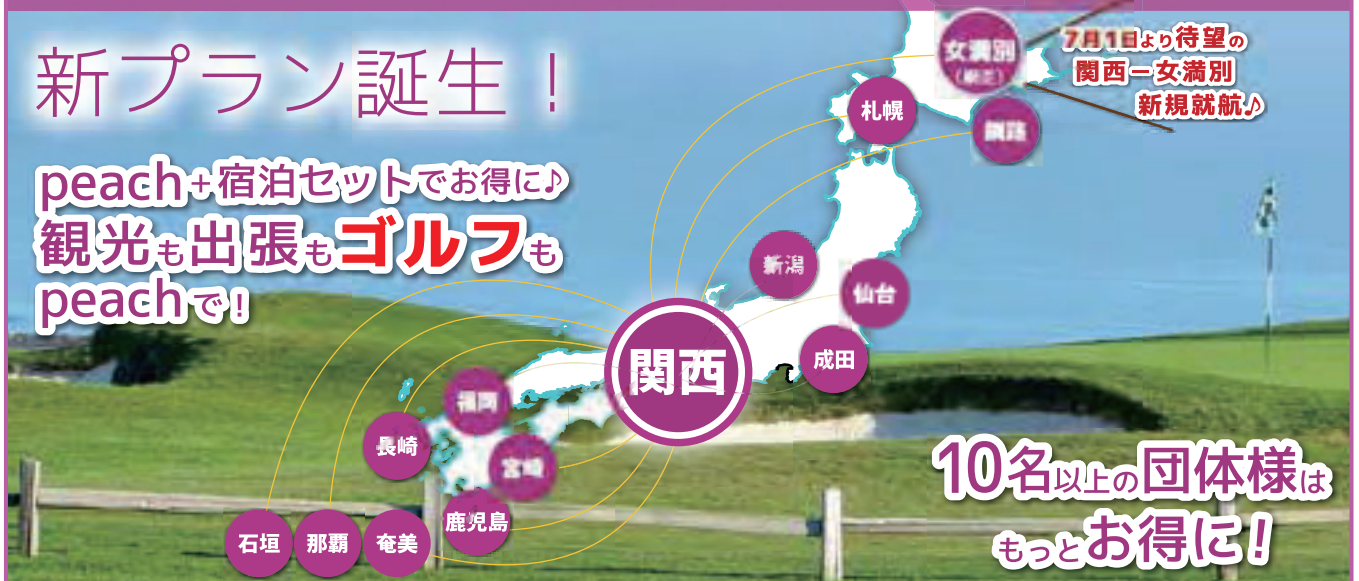 新プラン誕生！
peach+宿泊セットでお得に♪
観光も出張もゴルフも
peachで！
7月1日より待望の
関西ー女満別
新規就航♪
女満別
札幌
釧路
新潟
仙台
成田
関西
福岡
長崎
宮崎
鹿児島
石垣
那覇
奄美
10名以上の団体様は
もっとお得に！